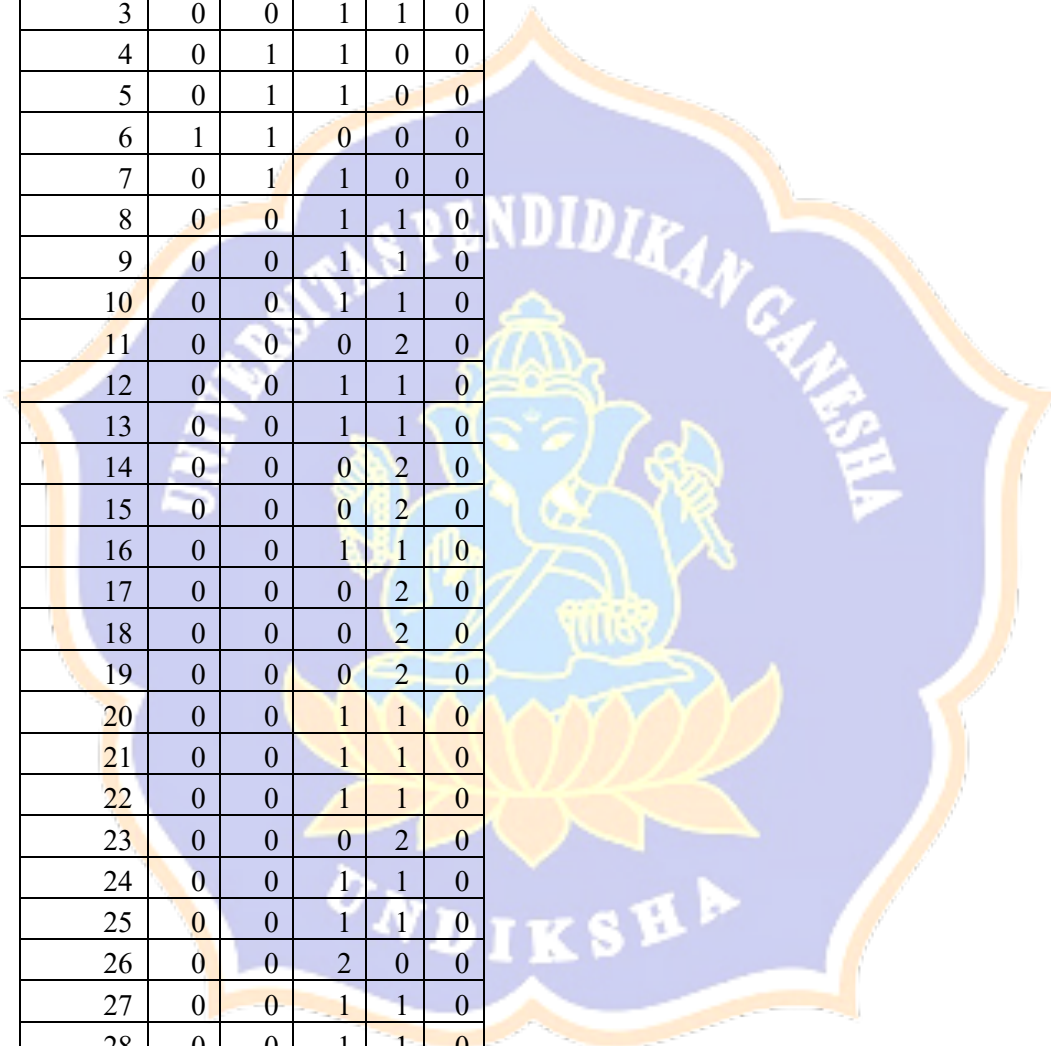 3 0 0 1 1 0
4 0 1 1 0 0
5 0 1 1 0 0
6 1 1 0 0 0
7 0 1 1 0 0
8 0 0 1 1 0
9 0 0 1 1 0
10 0 0 1 1 0
11 0 0 0 2 0
12 0 0 1 1 0
13 0 0 1 1 0
14 0 0 0 2 0
15 0 0 0 2 0
16 0 0 1 1 0
17 0 0 0 2 0
18 0 0 0 2 0
19 0 0 0 2 0
20 0 0 1 1 0
21 0 0 1 1 0
22 0 0 1 1 0
23 0 0 0 2 0
24 0 0 1 1 0
25 0 0 1 1 0
26 0 0 2 0 0
27 0 0 1 1 0
28 0 0 1 1 0
UNIVERSITAS PENDIDIKAN GANESHA
UNDIKSHA